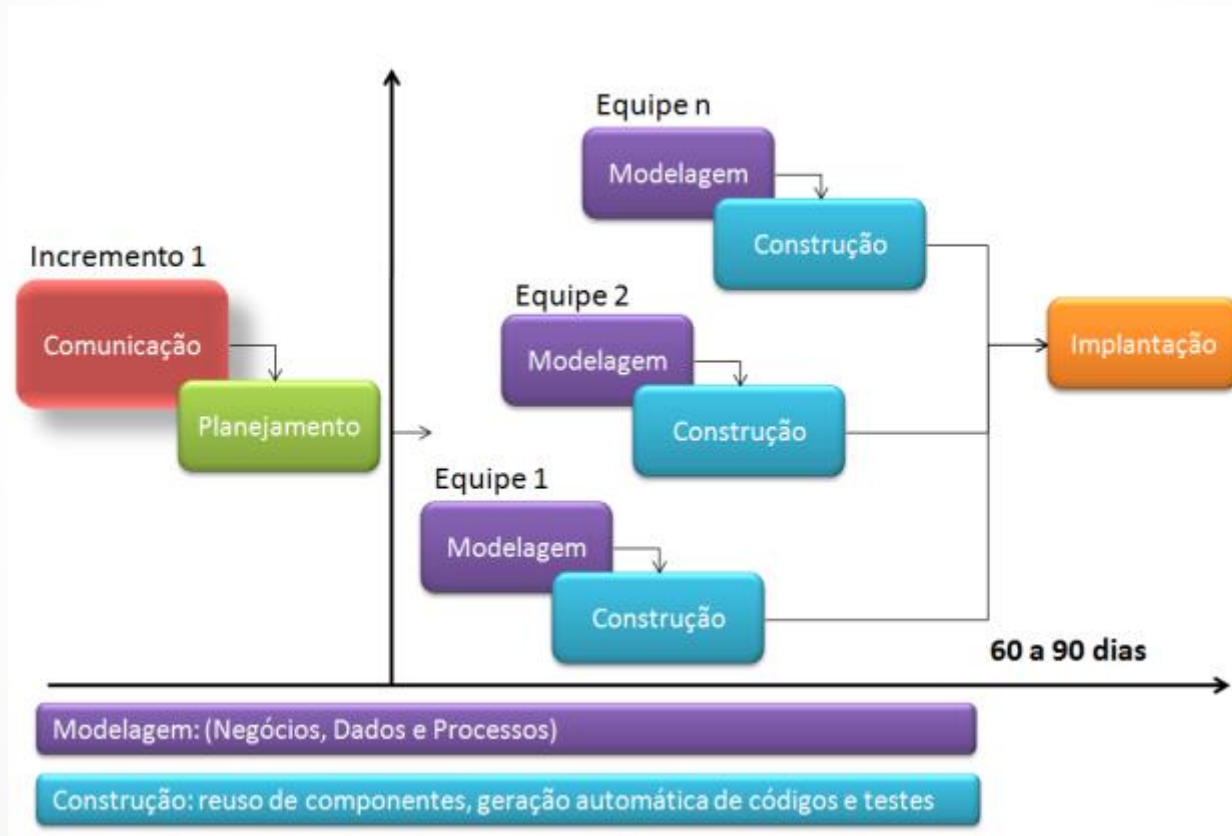 Equipe n
Modelagem
Construção
Incremento 1
Comunicação
Planejamento
Equipe 2
Modelagem
Construção
Implantação
Equipe 1
Modelagem
Construção
60 a 90 dias
Modelagem: (Negócios, Dados e Processos)
Construção: reuso de componentes, geração automática de códigos e testes